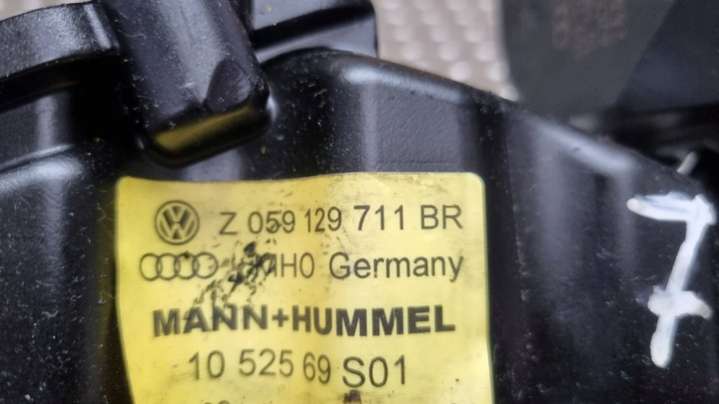 Z 059 129 711 BR
Germany
MANN+HUMMEL
10 525 69 S01
7